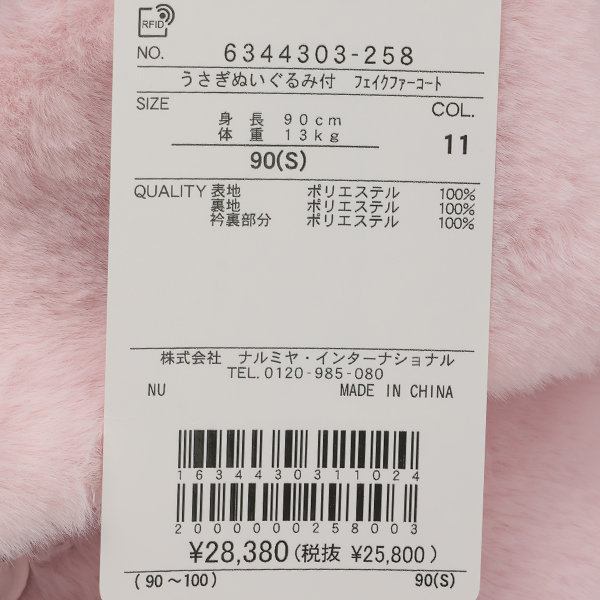 RFID
NO. 6344303-258
うさぎぬいぐるみ付 フェイクファーコート
SIZE COL.
身長 90cm
体重 13kg
90(S) 11
QUALITY 表地 ポリエステル 100%
裏地 ポリエステル 100%
衿裏部分 ポリエステル 100%
株式会社 ナルミヤ・インターナショナル
TEL.0120-985-080
NU MADE IN CHINA
1634430311024
2000000258003
¥28,380(税抜 ¥25,800)
(90～100) 90(S)